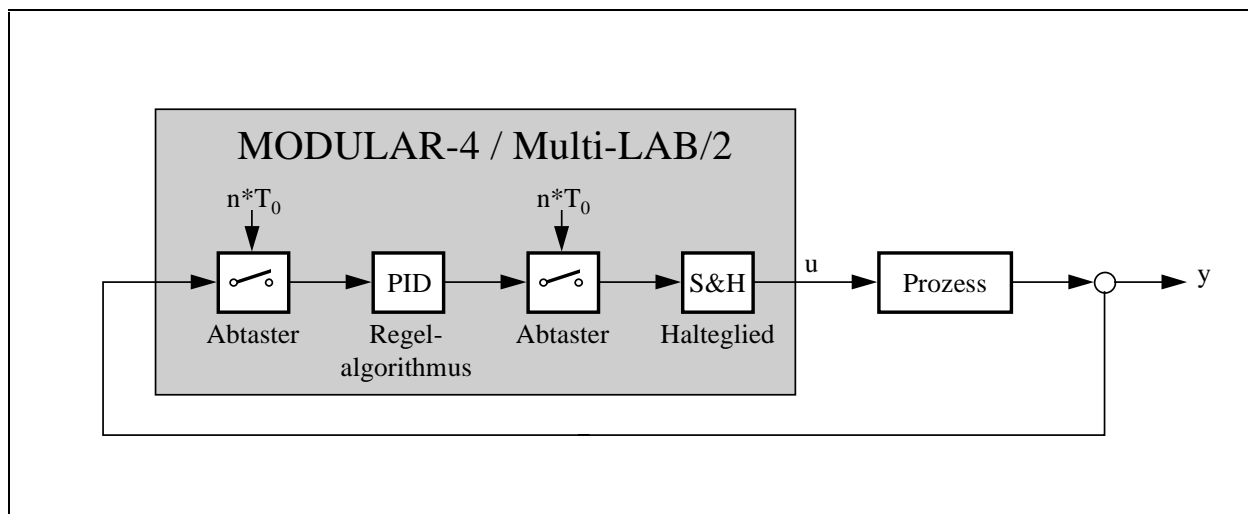 MODULAR-4 / Multi-LAB/2
n*T₀
n*T₀
PID
S&H
u
Prozess
y
Abtaster
Regel-
algorithmus
Abtaster
Halteglied